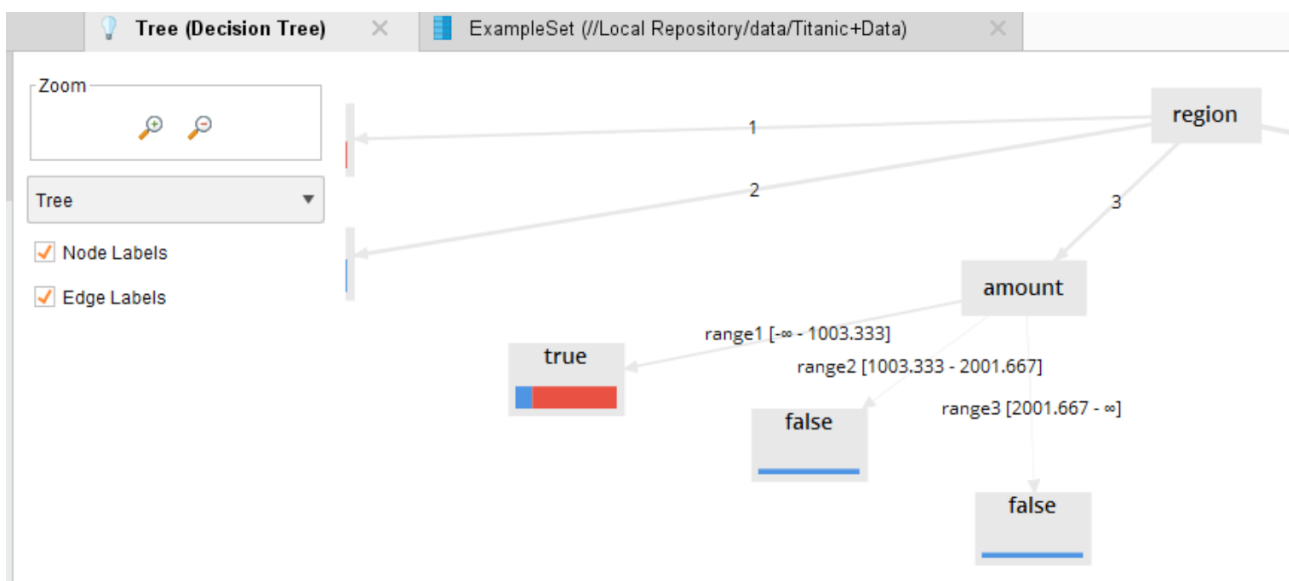 Tree (Decision Tree)
ExampleSet (//Local Repository/data/Titanic+Data)
Zoom
Tree
Node Labels
Edge Labels
region
1
2
3
amount
range1 [-∞ - 1003.333]
true
range2 [1003.333 - 2001.667]
range3 [2001.667 - ∞]
false
false